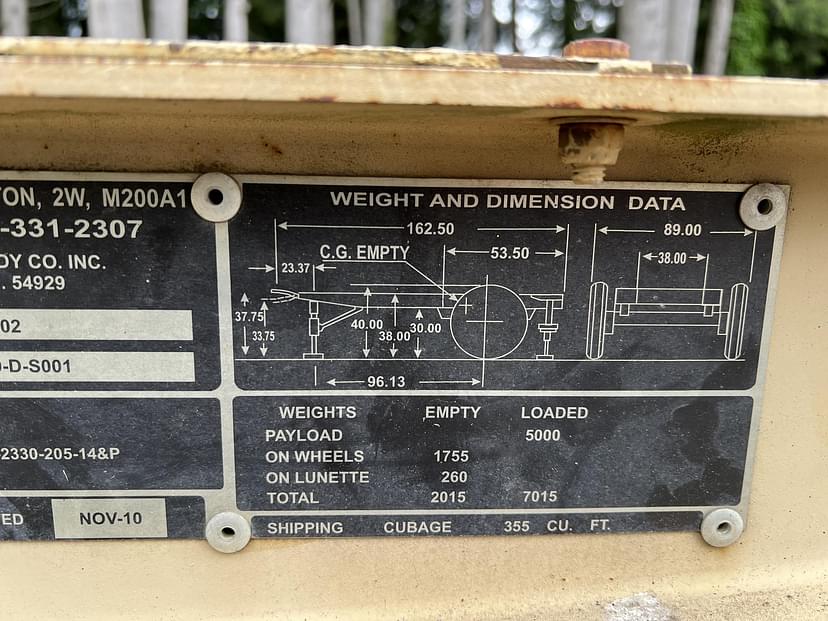 TON, 2W, M200A1
-331-2307
DY CO. INC.
. 54929
02
-D-S001
-2330-205-14&P
ED NOV-10
WEIGHT AND DIMENSION DATA
162.50
89.00
C.G. EMPTY
53.50
23.37
38.00
37.75
33.75
40.00
38.00
30.00
96.13
WEIGHTS EMPTY LOADED
PAYLOAD 5000
ON WHEELS 1755
ON LUNETTE 260
TOTAL 2015 7015
SHIPPING CUBAGE 355 CU. FT.